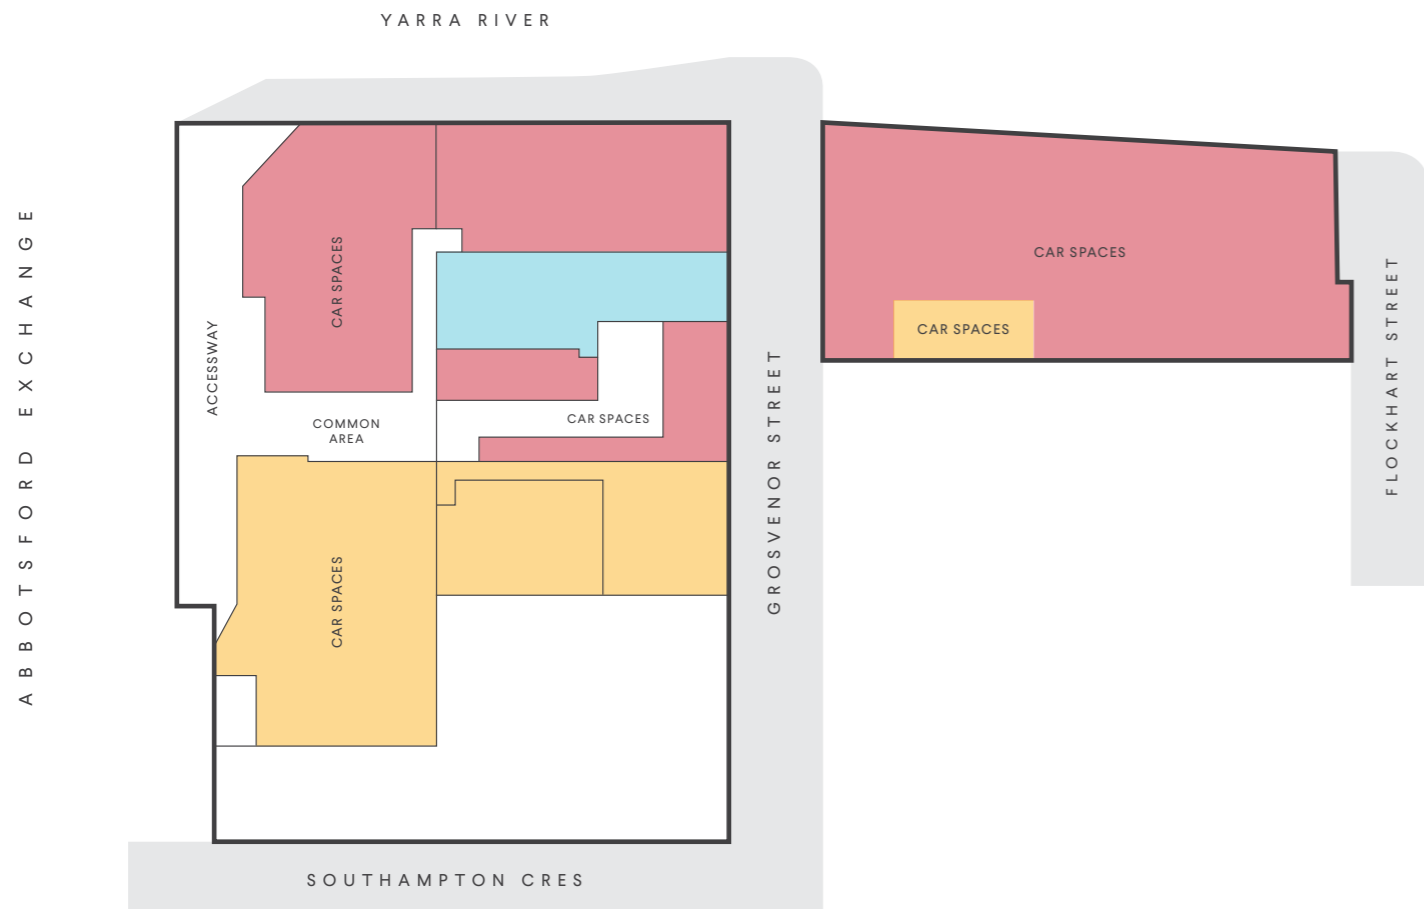 YARRA RIVER
ABBOTSFORD EXCHANGE
CAR SPACES
ACCESSWAY
COMMON
AREA
CAR SPACES
CAR SPACES
GROSVENOR STREET
CAR SPACES
CAR SPACES
FLOCKHART STREET
SOUTHAMPTON CRES